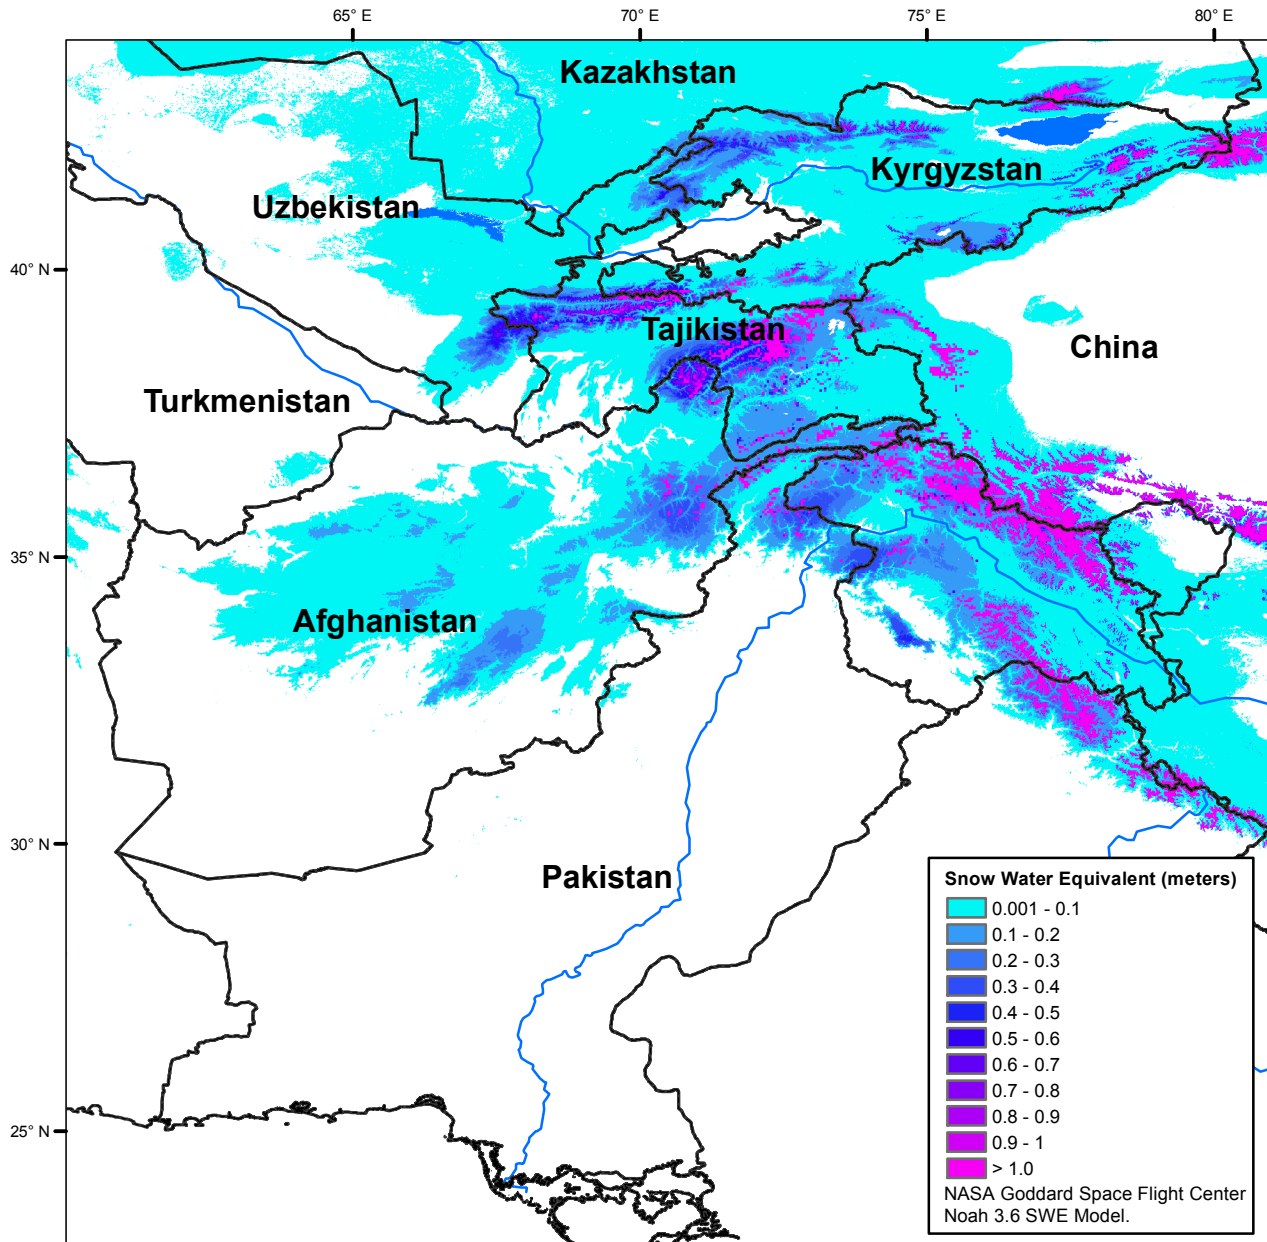 65° E
70° E
75° E
80° E
Kazakhstan
Kyrgyzstan
Uzbekistan
40° N
Tajikistan
China
Turkmenistan
35° N
Afghanistan
30° N
Pakistan
25° N
Snow Water Equivalent (meters)
0.001 - 0.1
0.1 - 0.2
0.2 - 0.3
0.3 - 0.4
0.4 - 0.5
0.5 - 0.6
0.6 - 0.7
0.7 - 0.8
0.8 - 0.9
0.9 - 1
> 1.0
NASA Goddard Space Flight Center
Noah 3.6 SWE Model.